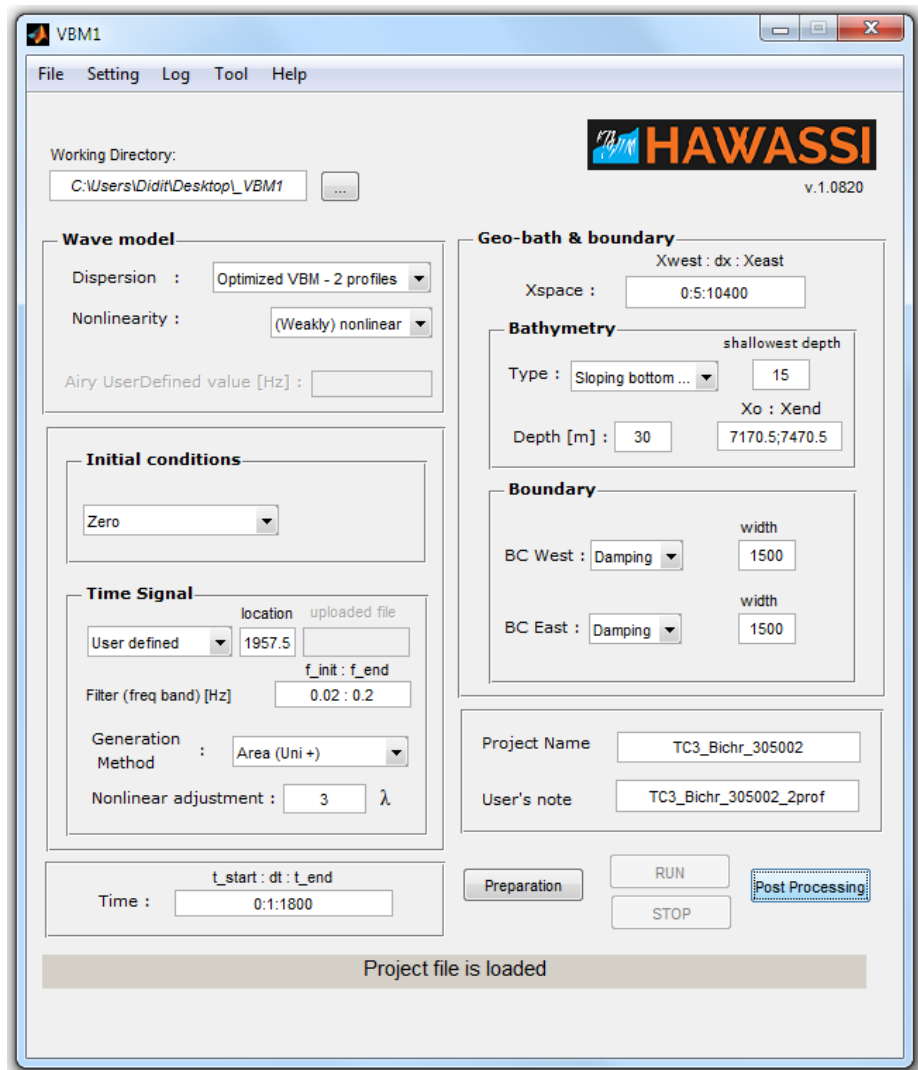 VBM1
File Setting Log Tool Help
HAWASSI
v.1.0820
Working Directory:
C:\Users\Didit\Desktop\_VBM1
...
Wave model
Dispersion : Optimized VBM - 2 profiles
Nonlinearity : (Weakly) nonlinear
Airy UserDefined value [Hz] :
Initial conditions
Zero
Time Signal
location uploaded file
User defined 1957.5
f_init : f_end
Filter (freq band) [Hz] 0.02 : 0.2
Generation
Method : Area (Uni +)
Nonlinear adjustment : 3 λ
t_start : dt : t_end
Time : 0:1:1800
Geo-bath & boundary
Xwest : dx : Xeast
Xspace : 0:5:10400
Bathymetry
shallowest depth
Type : Sloping bottom ... 15
Xo : Xend
Depth [m] : 30 7170.5;7470.5
Boundary
width
BC West : Damping 1500
width
BC East : Damping 1500
Project Name TC3_Bichr_305002
User's note TC3_Bichr_305002_2prof
Preparation
RUN
STOP
Post Processing
Project file is loaded